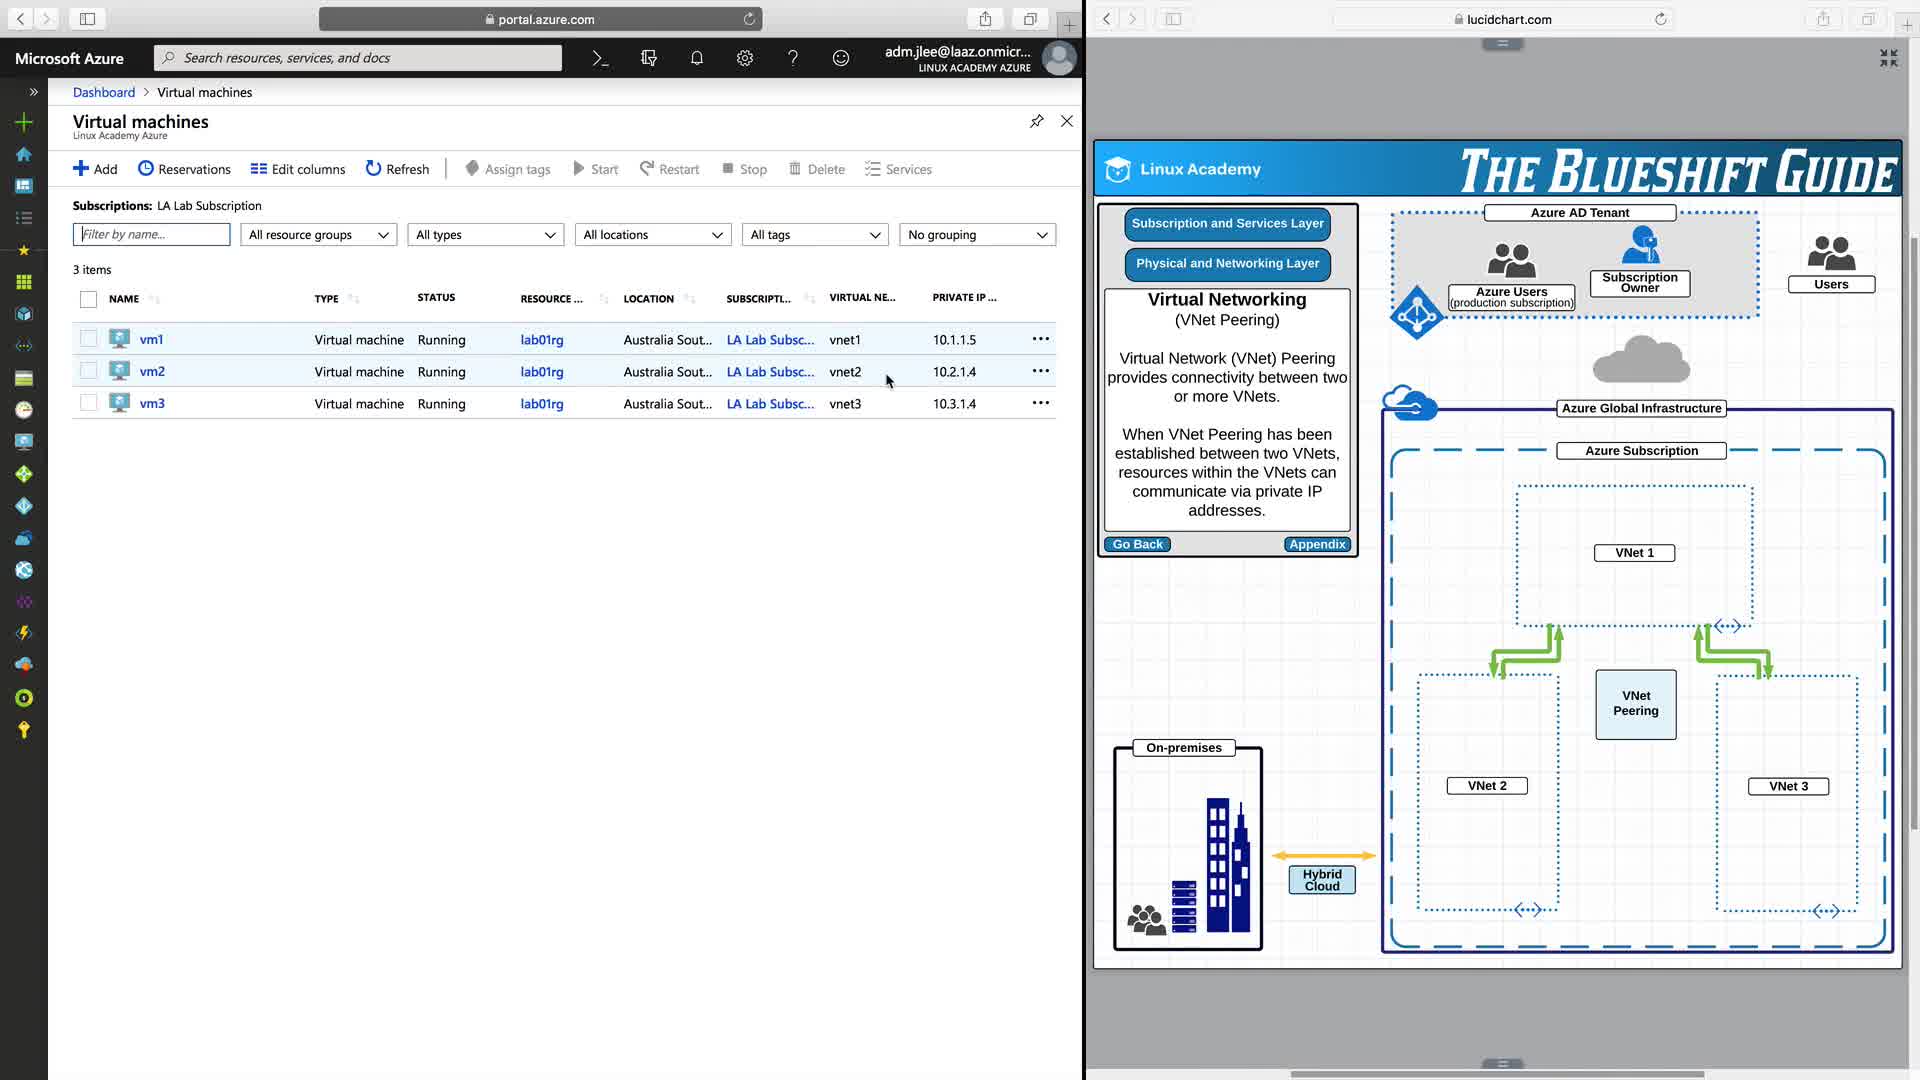 portal.azure.com
Microsoft Azure
Search resources, services, and docs
adm.jlee@laaz.onmicr...
LINUX ACADEMY AZURE
Dashboard > Virtual machines
Virtual machines
Linux Academy Azure
Add
Reservations
Edit columns
Refresh
Assign tags
Start
Restart
Stop
Delete
Services
Subscriptions: LA Lab Subscription
Filter by name...
All resource groups
All types
All locations
All tags
No grouping
3 items
NAME TYPE STATUS RESOURCE ... LOCATION SUBSCRIPTI... VIRTUAL NE... PRIVATE IP ...
vm1 Virtual machine Running lab01rg Australia Sout... LA Lab Subsc... vnet1 10.1.1.5
vm2 Virtual machine Running lab01rg Australia Sout... LA Lab Subsc... vnet2 10.2.1.4
vm3 Virtual machine Running lab01rg Australia Sout... LA Lab Subsc... vnet3 10.3.1.4
lucidchart.com
Linux Academy
THE BLUESHIFT GUIDE
Subscription and Services Layer
Physical and Networking Layer
Virtual Networking
(VNet Peering)
Virtual Network (VNet) Peering
provides connectivity between two
or more VNets.
When VNet Peering has been
established between two VNets,
resources within the VNets can
communicate via private IP
addresses.
Go Back
Appendix
Azure AD Tenant
Azure Users
(production subscription)
Subscription
Owner
Users
Azure Global Infrastructure
Azure Subscription
VNet 1
VNet
Peering
VNet 2
VNet 3
On-premises
Hybrid
Cloud